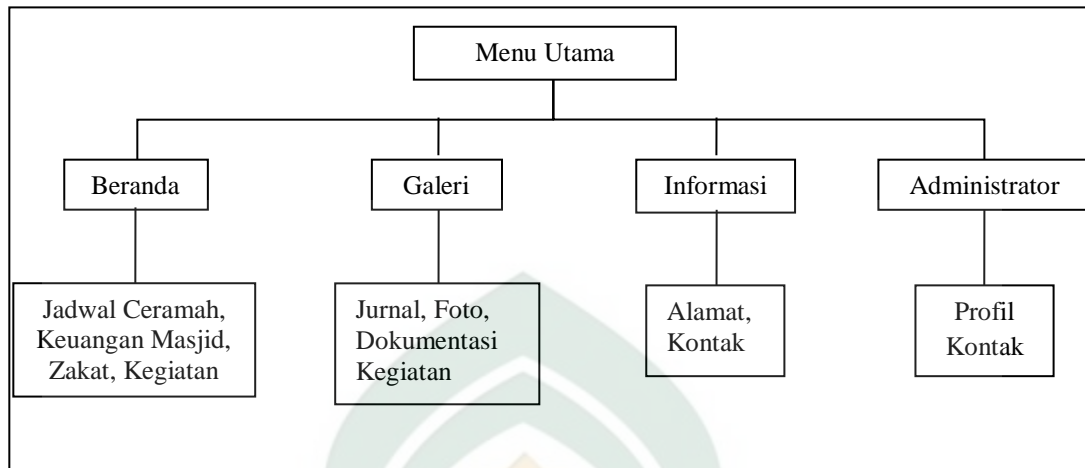 Menu Utama
Beranda
Galeri
Informasi
Administrator
Jadwal Ceramah,
Keuangan Masjid,
Zakat, Kegiatan
Jurnal, Foto,
Dokumentasi
Kegiatan
Alamat,
Kontak
Profil
Kontak